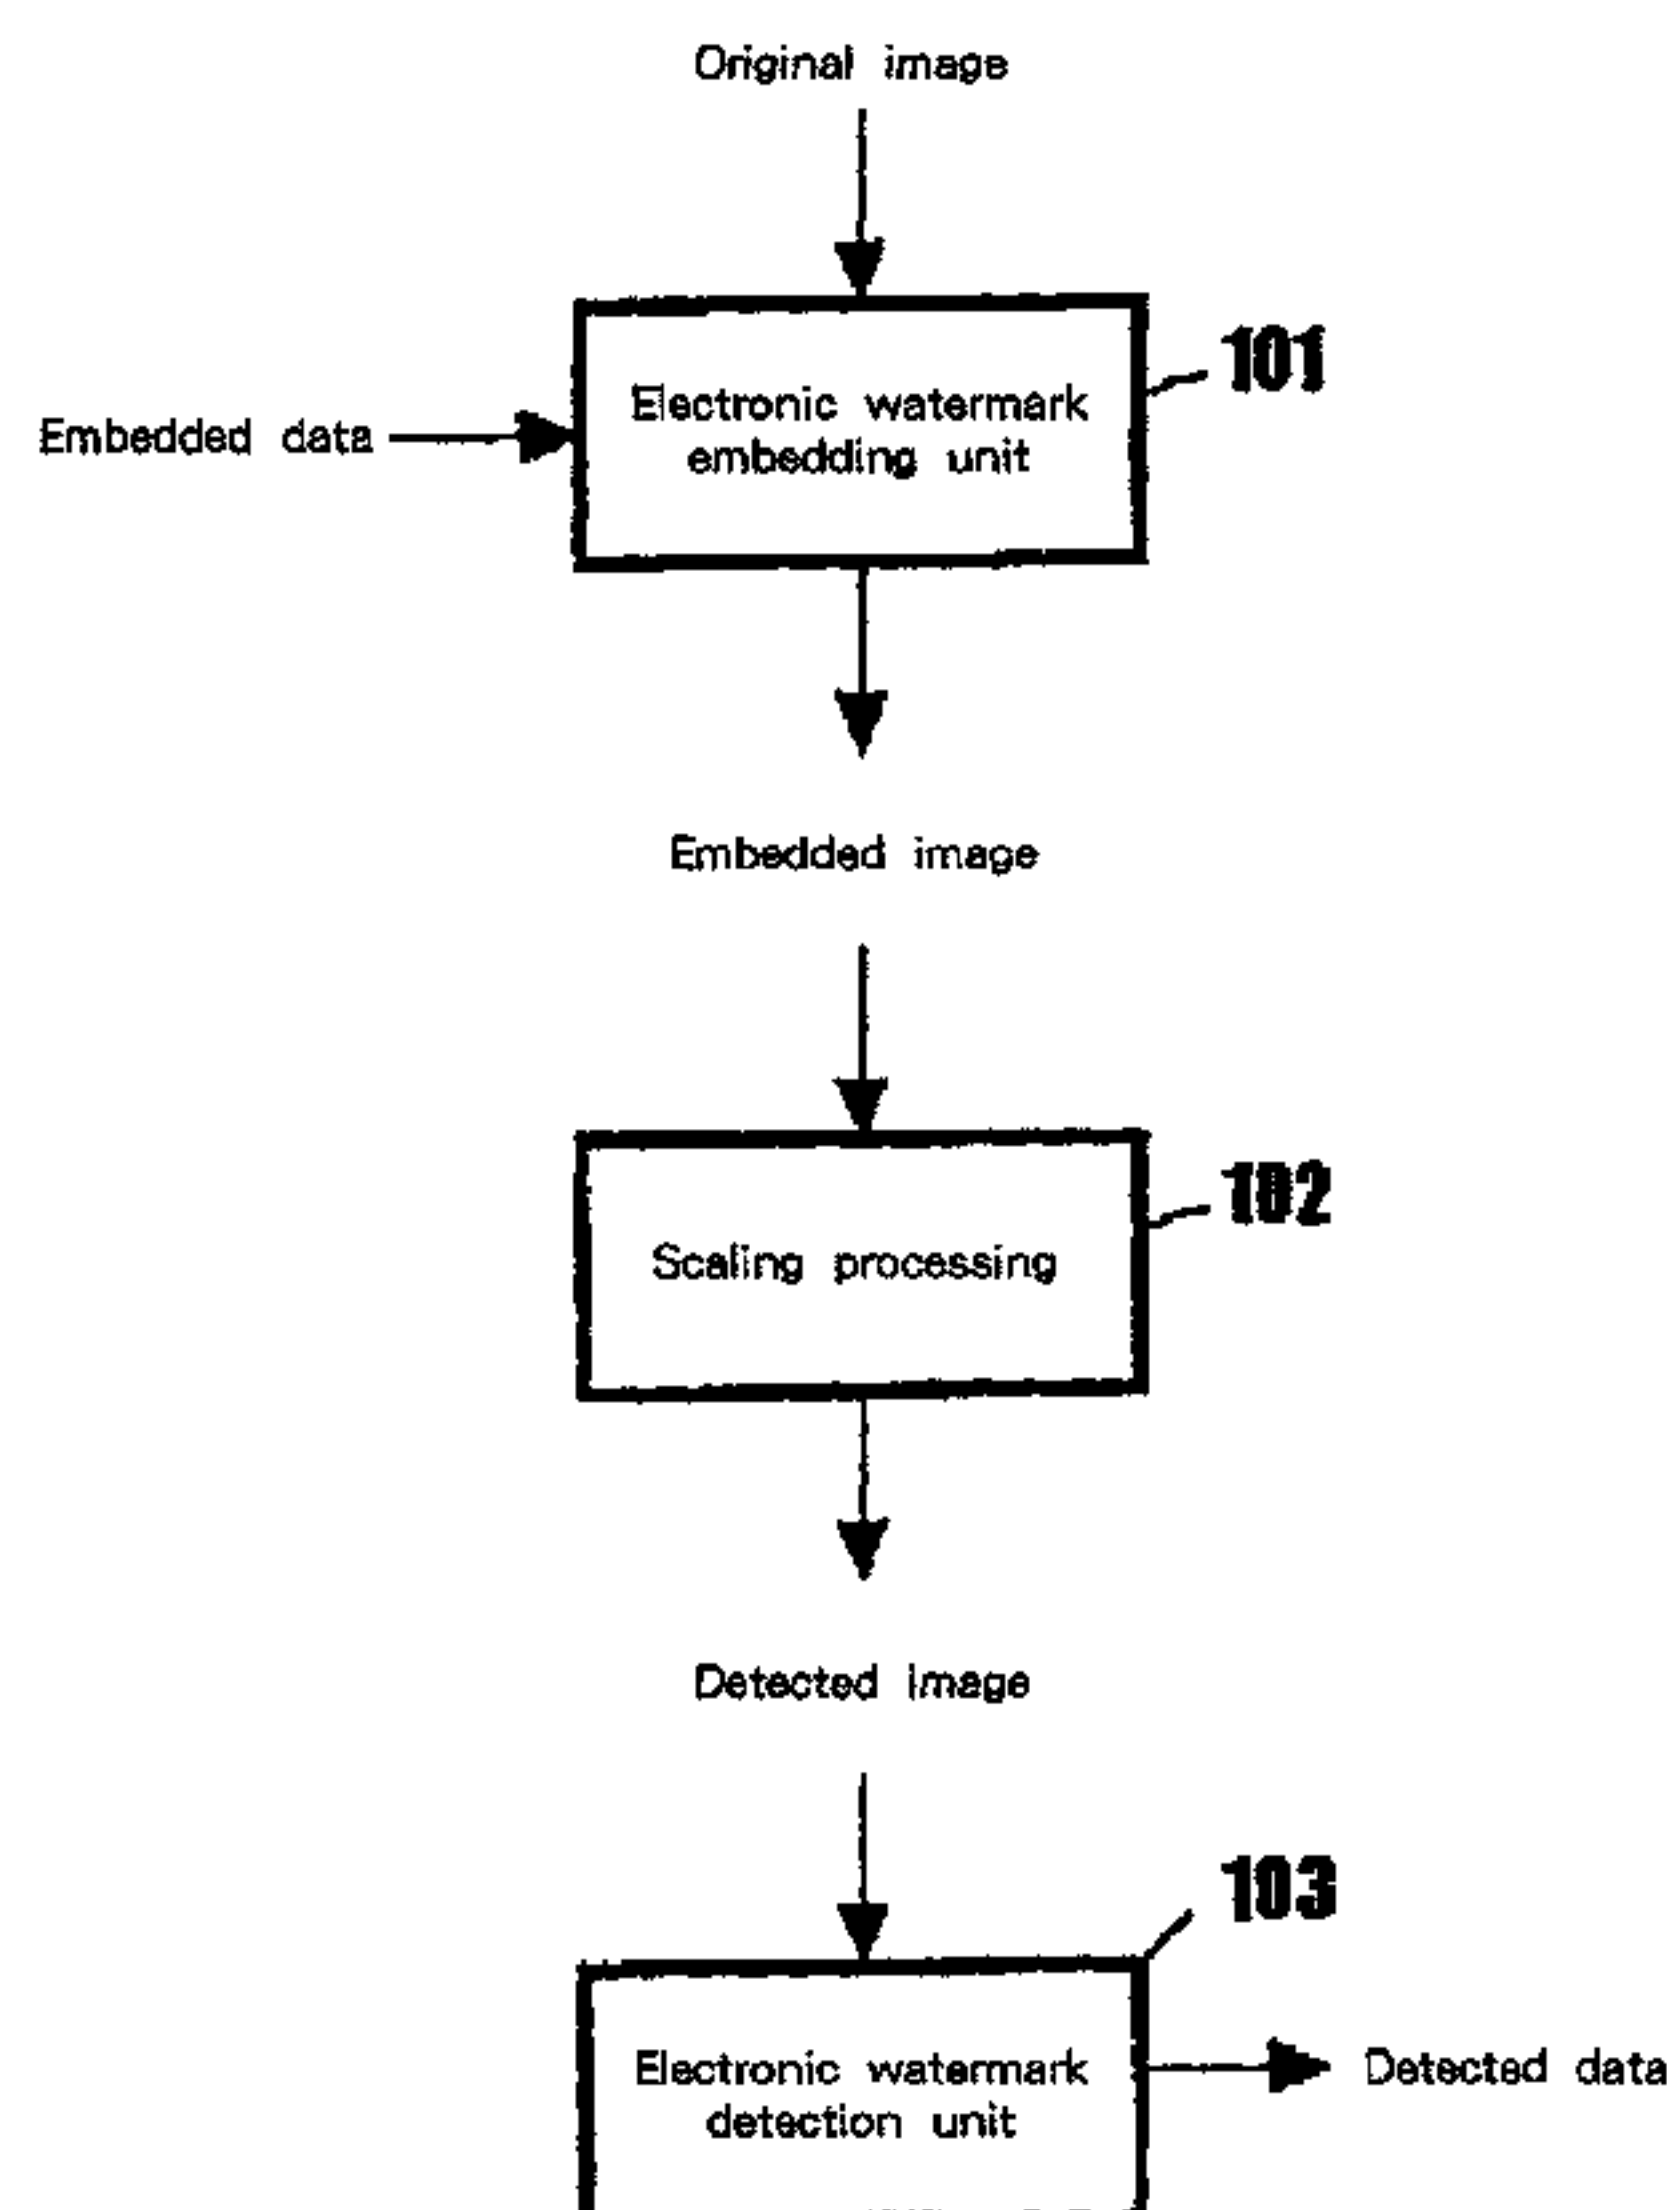 Original image
101
Electronic watermark
embedding unit
Embedded data
Embedded image
102
Scaling processing
Detected image
103
Electronic watermark
detection unit
Detected data